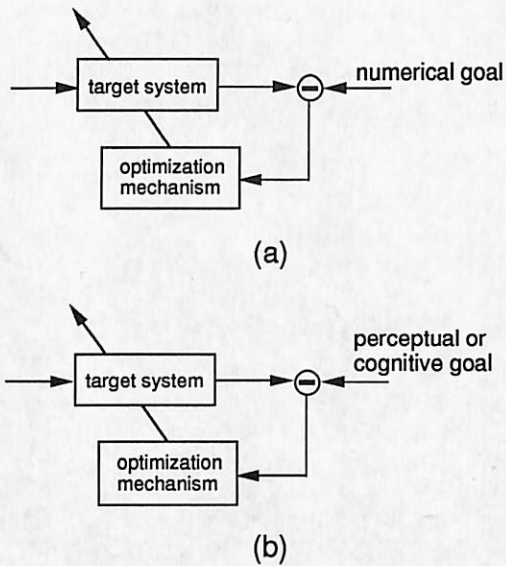 target system
numerical goal
optimization
mechanism
(a)
perceptual or
cognitive goal
target system
optimization
mechanism
(b)